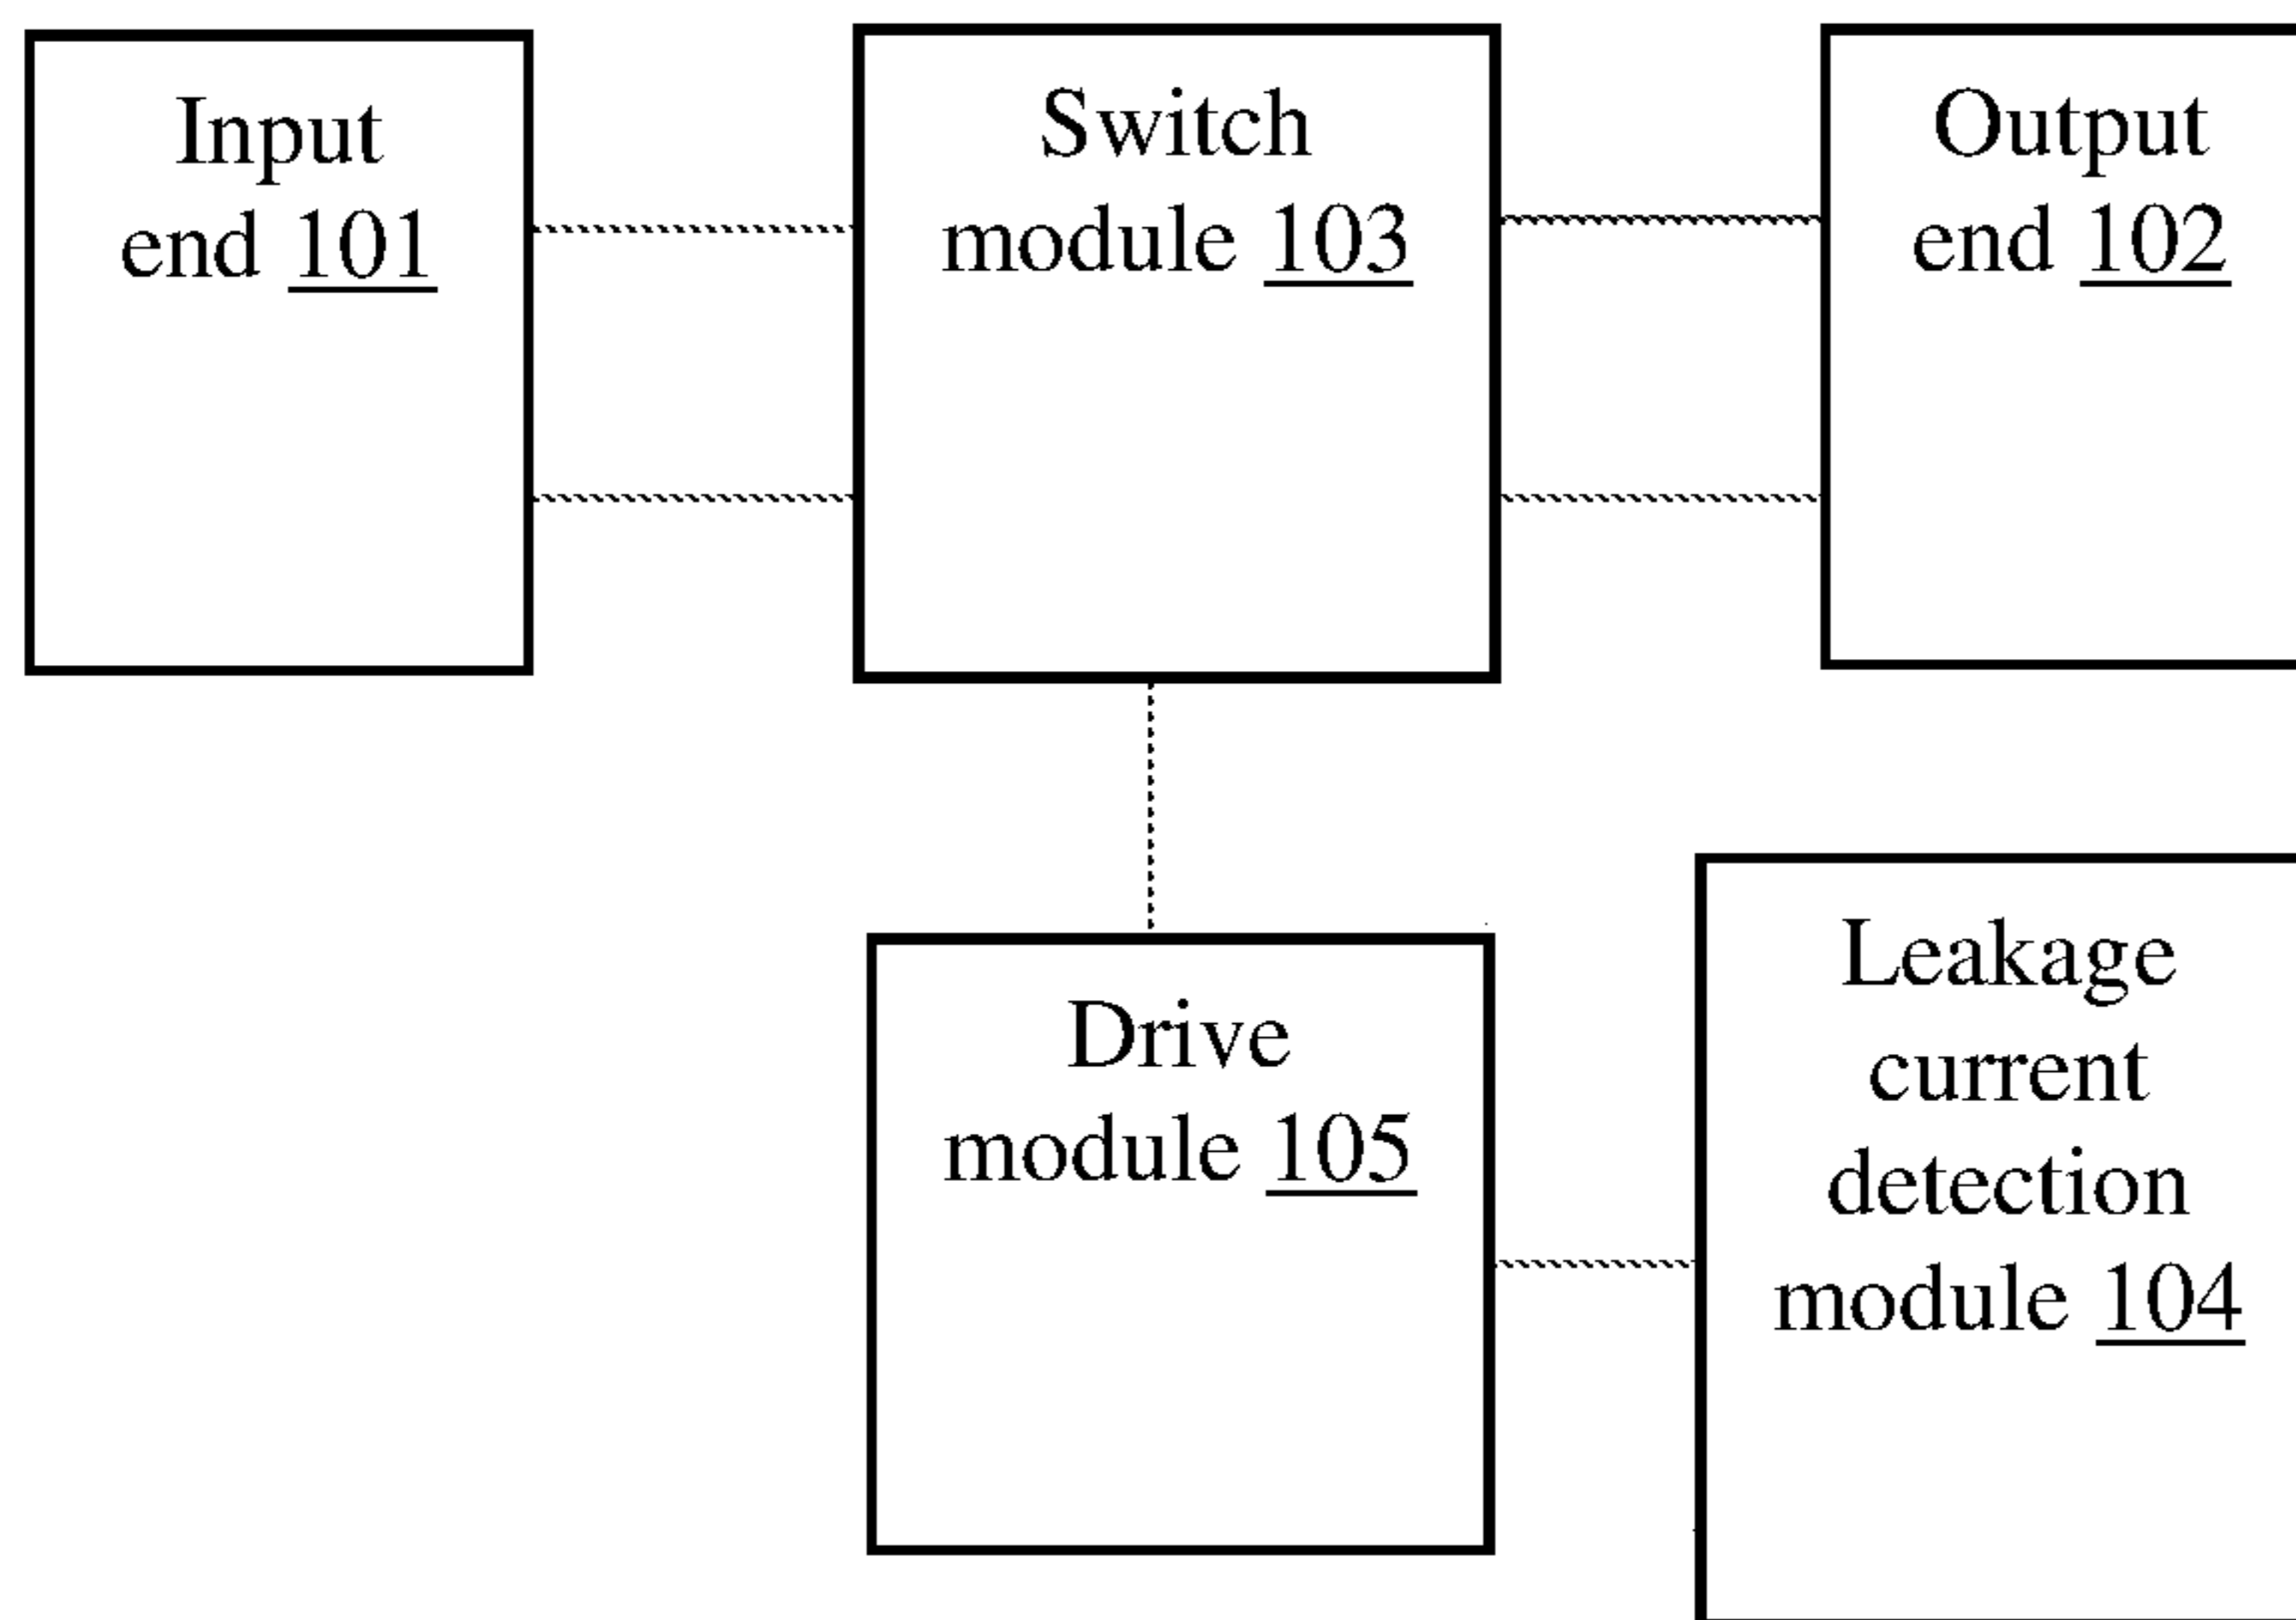 Input
end 101
Switch
module 103
Output
end 102
Drive
module 105
Leakage
current
detection
module 104